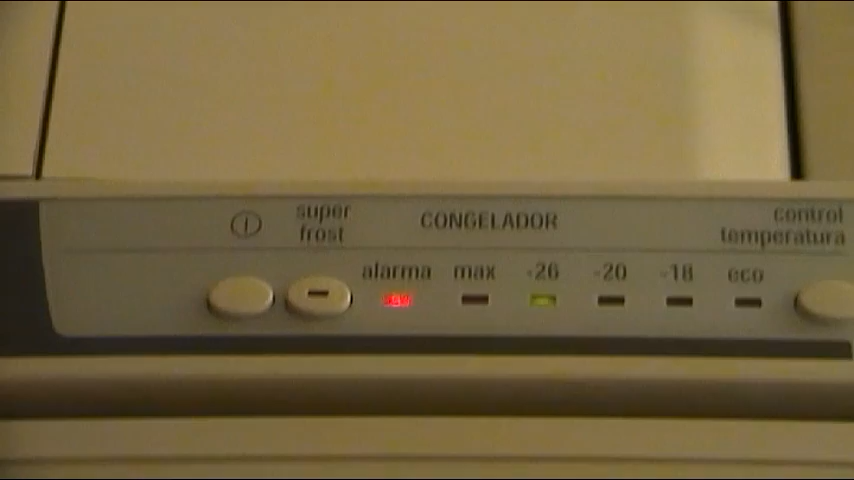 super
frost
CONGELADOR
control
temperatura
alarma max -26 -20 -18 eco